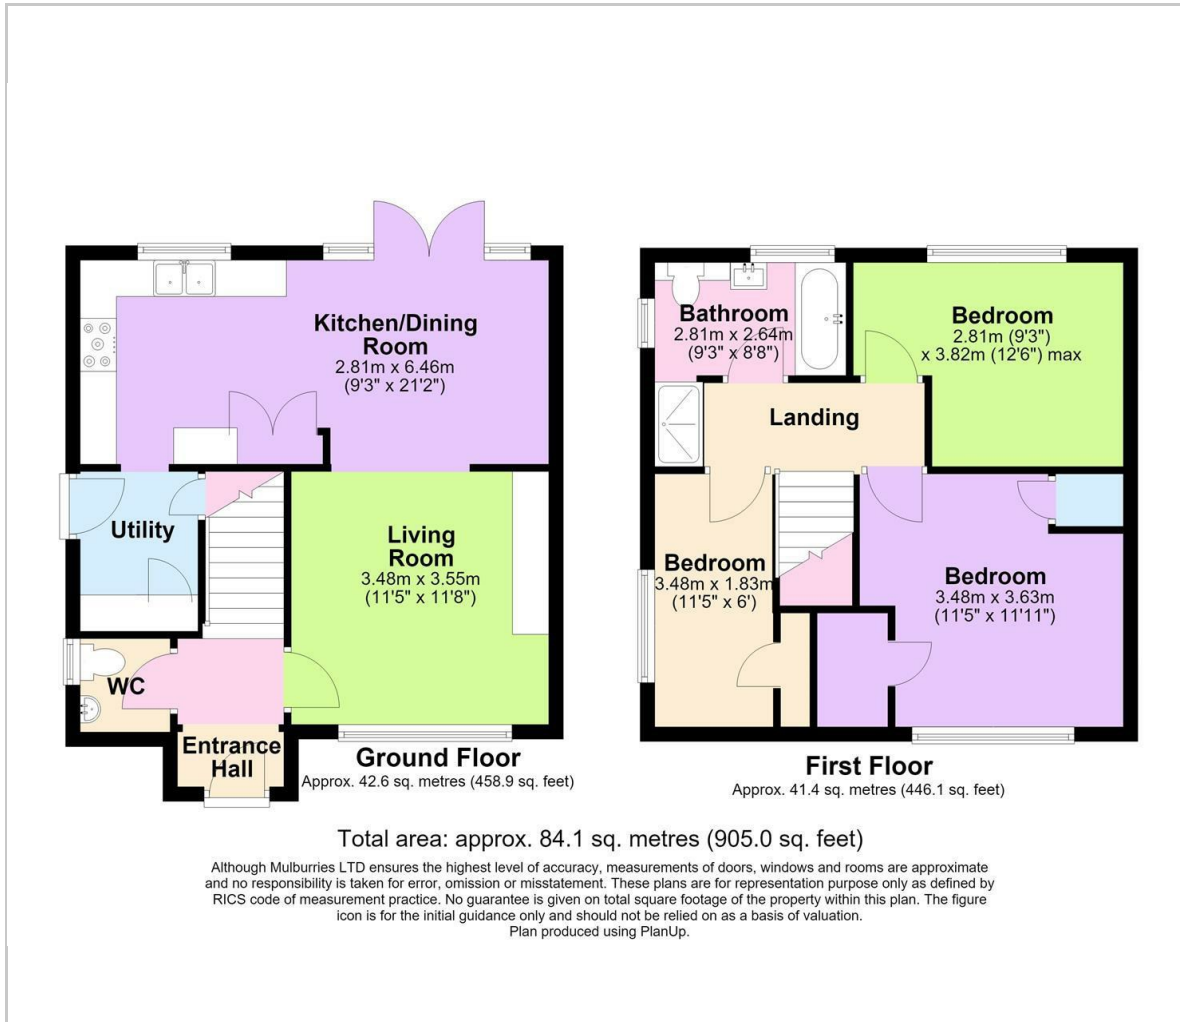 Kitchen/Dining
Room
2.81m x 6.46m
(9'3" x 21'2")
Utility
Living
Room
3.48m x 3.55m
(11'5" x 11'8")
WC
Entrance
Hall
Ground Floor
Approx. 42.6 sq. metres (458.9 sq. feet)
Bathroom
2.81m x 2.64m
(9'3" x 8'8")
Bedroom
2.81m (9'3")
x 3.82m (12'6") max
Landing
Bedroom
3.48m x 1.83m
(11'5" x 6')
Bedroom
3.48m x 3.63m
(11'5" x 11'11")
First Floor
Approx. 41.4 sq. metres (446.1 sq. feet)
Total area: approx. 84.1 sq. metres (905.0 sq. feet)
Although Mulburries LTD ensures the highest level of accuracy, measurements of doors, windows and rooms are approximate
and no responsibility is taken for error, omission or misstatement. These plans are for representation purpose only as defined by
RICS code of measurement practice. No guarantee is given on total square footage of the property within this plan. The figure
icon is for the initial guidance only and should not be relied on as a basis of valuation.
Plan produced using PlanUp.